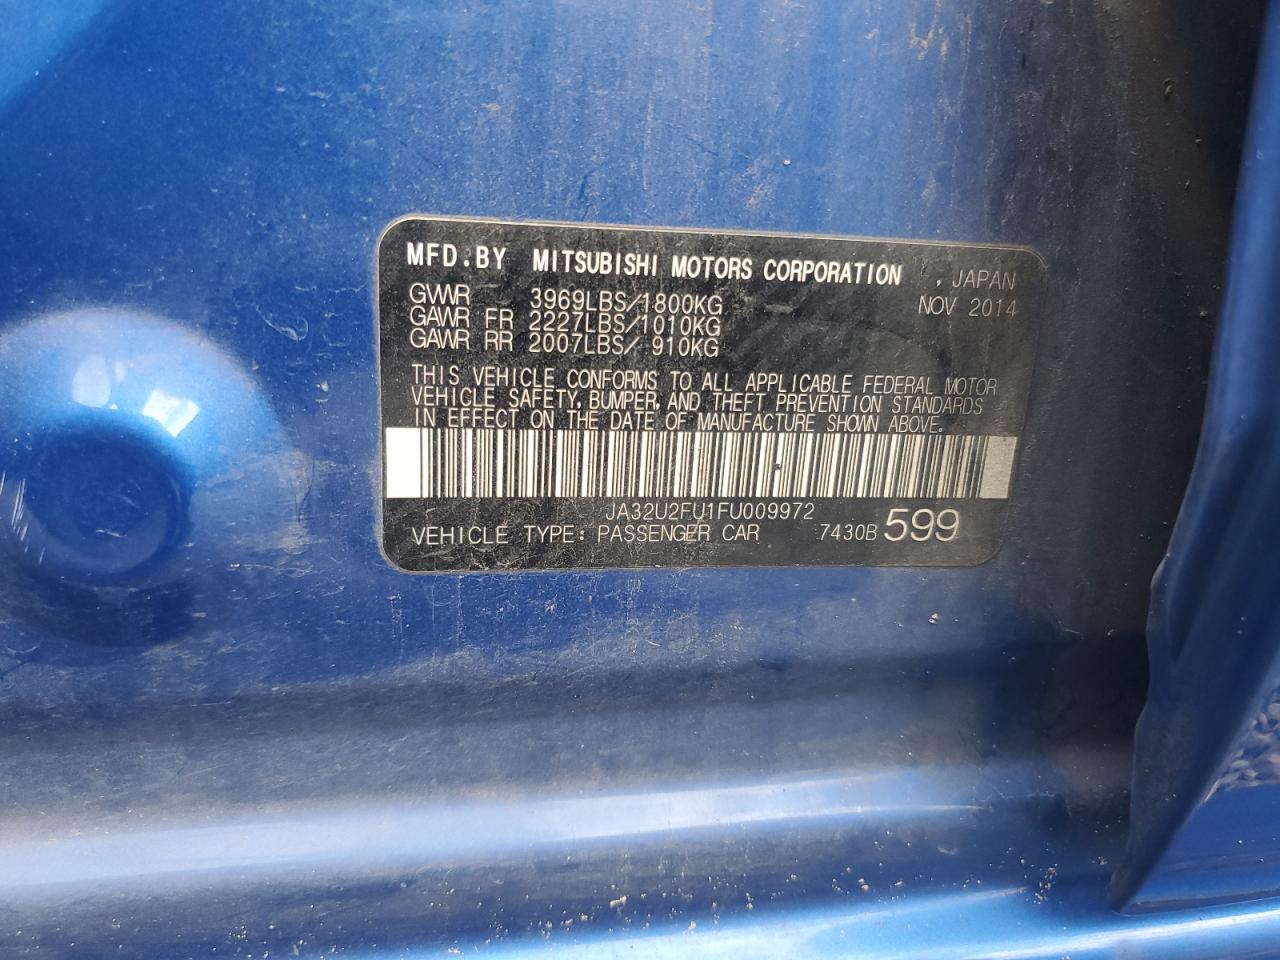 MFD.BY MITSUBISHI MOTORS CORPORATION , JAPAN
GVWR 3969LBS/1800KG NOV 2014
GAWR FR 2227LBS/1010KG
GAWR RR 2007LBS/ 910KG
THIS VEHICLE CONFORMS TO ALL APPLICABLE FEDERAL MOTOR
VEHICLE SAFETY, BUMPER, AND THEFT PREVENTION STANDARDS
IN EFFECT ON THE DATE OF MANUFACTURE SHOWN ABOVE.
JA32U2FU1FU009972
VEHICLE TYPE: PASSENGER CAR 7430B 599